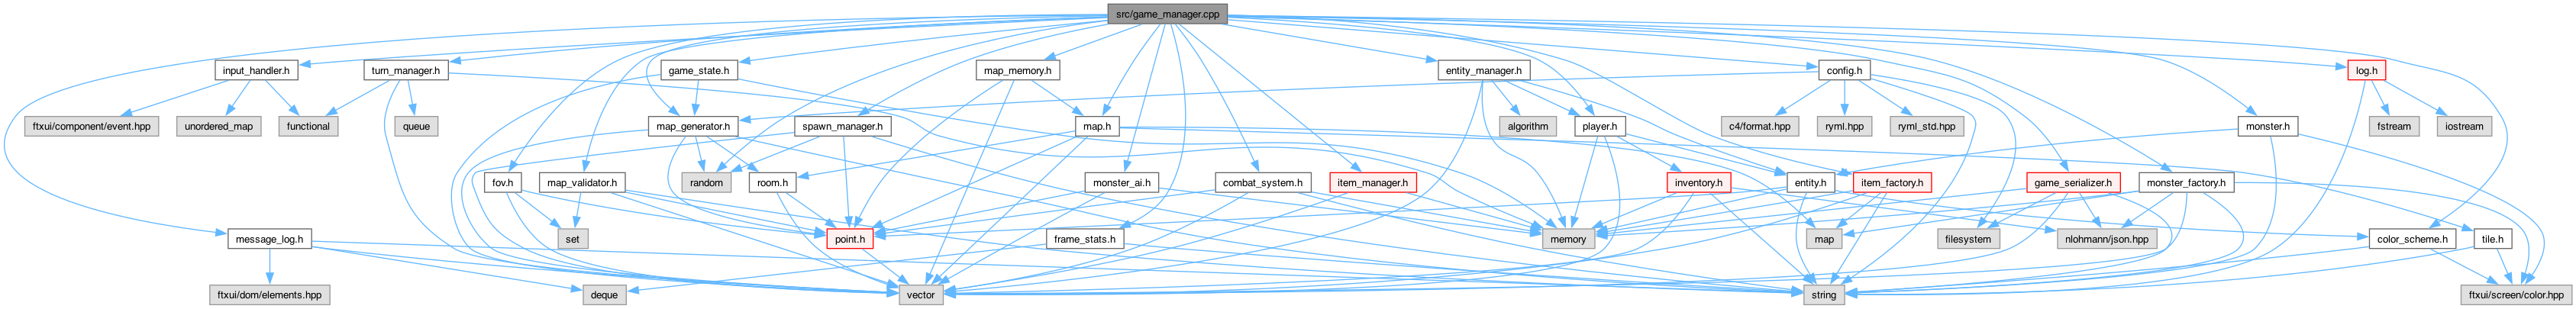 src/game_manager.cpp
input_handler.h
turn_manager.h
game_state.h
map_memory.h
entity_manager.h
config.h
log.h
ftxui/component/event.hpp
unordered_map
functional
queue
map_generator.h
spawn_manager.h
map.h
algorithm
player.h
c4/format.hpp
ryml.hpp
ryml_std.hpp
monster.h
fstream
iostream
fov.h
map_validator.h
random
room.h
monster_ai.h
combat_system.h
item_manager.h
inventory.h
entity.h
item_factory.h
game_serializer.h
monster_factory.h
message_log.h
set
point.h
frame_stats.h
memory
map
filesystem
nlohmann/json.hpp
color_scheme.h
tile.h
ftxui/dom/elements.hpp
deque
vector
string
ftxui/screen/color.hpp